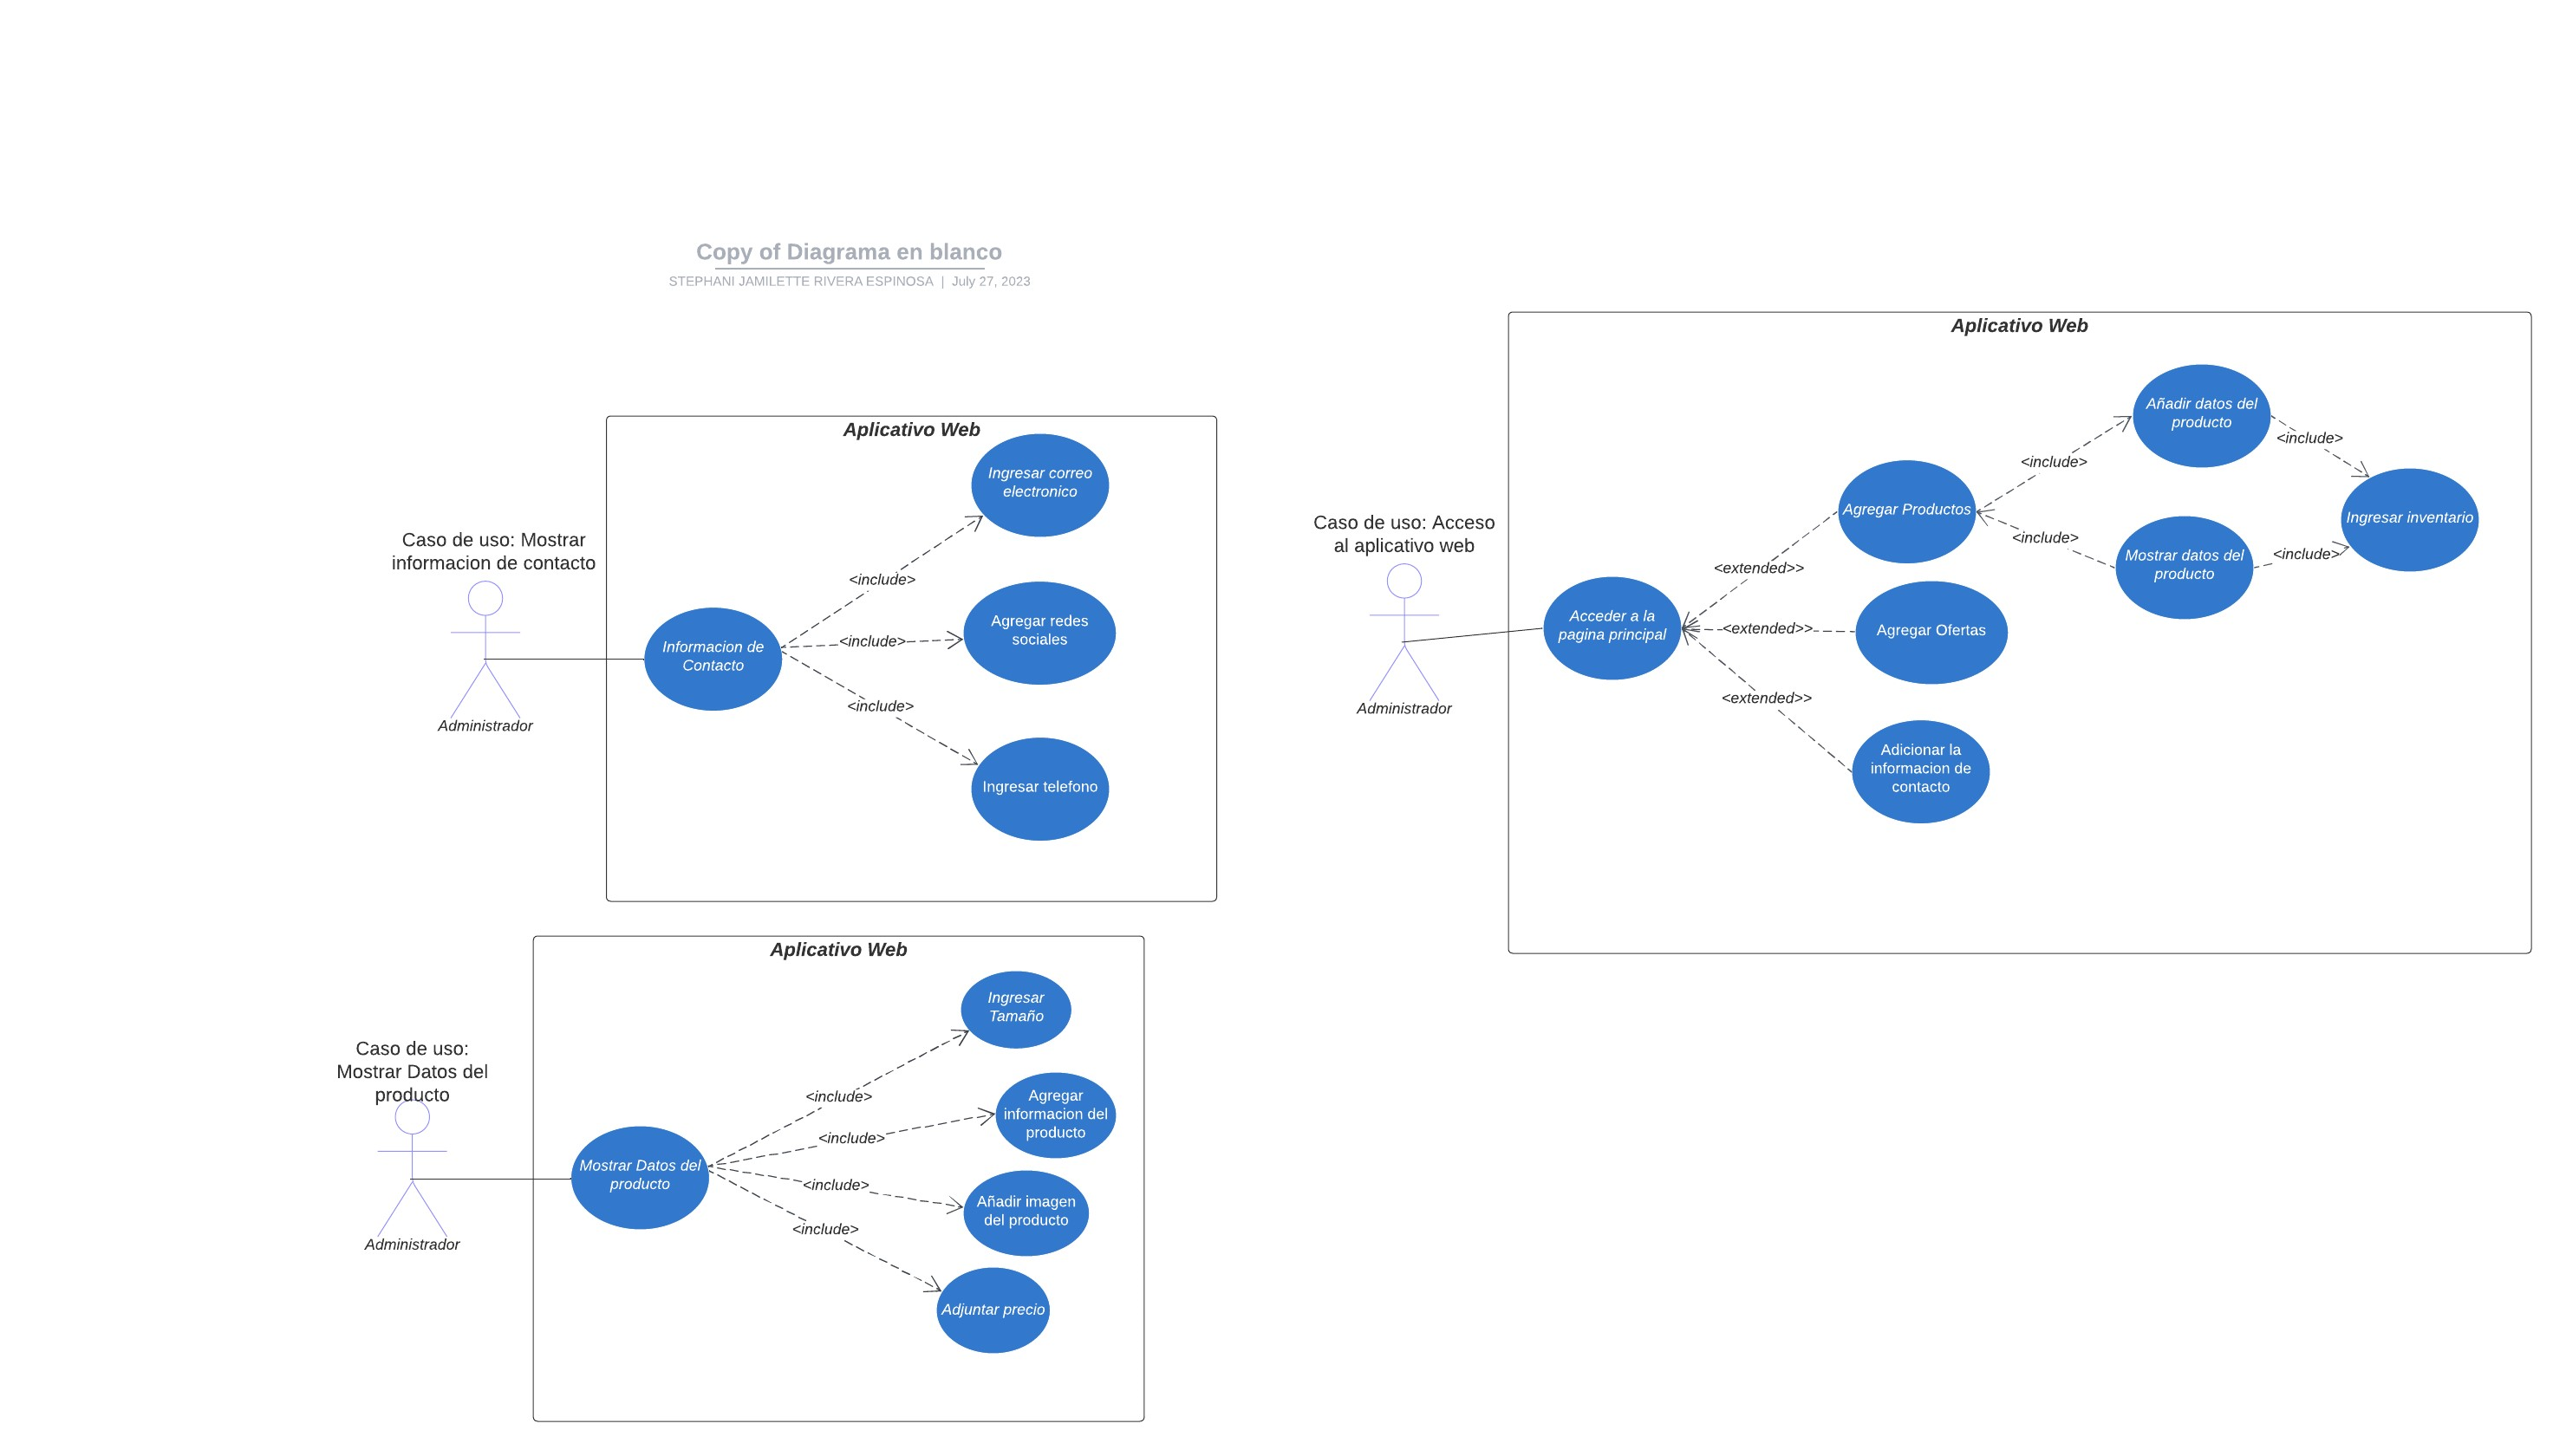 Copy of Diagrama en blanco
STEPHANI JAMILETTE RIVERA ESPINOSA | July 27, 2023
Caso de uso: Mostrar
informacion de contacto
Administrador
Aplicativo Web
Informacion de
Contacto
<include>
<include>
<include>
Ingresar correo
electronico
Agregar redes
sociales
Ingresar telefono
Caso de uso: Acceso
al aplicativo web
Administrador
Aplicativo Web
Acceder a la
pagina principal
<extended>>
<extended>>
<extended>>
Agregar Productos
Agregar Ofertas
Adicionar la
informacion de
contacto
<include>
<include>
Añadir datos del
producto
Mostrar datos del
producto
<include>
<include>
Ingresar inventario
Caso de uso:
Mostrar Datos del
producto
Administrador
Aplicativo Web
Mostrar Datos del
producto
<include>
<include>
<include>
<include>
Ingresar
Tamaño
Agregar
informacion del
producto
Añadir imagen
del producto
Adjuntar precio